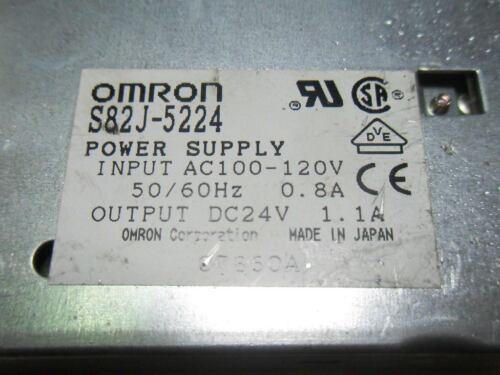 OMRON
S82J-5224
POWER SUPPLY
INPUT AC100-120V
50/60Hz 0.8A
OUTPUT DC24V 1.1A
OMRON Corporation MADE IN JAPAN